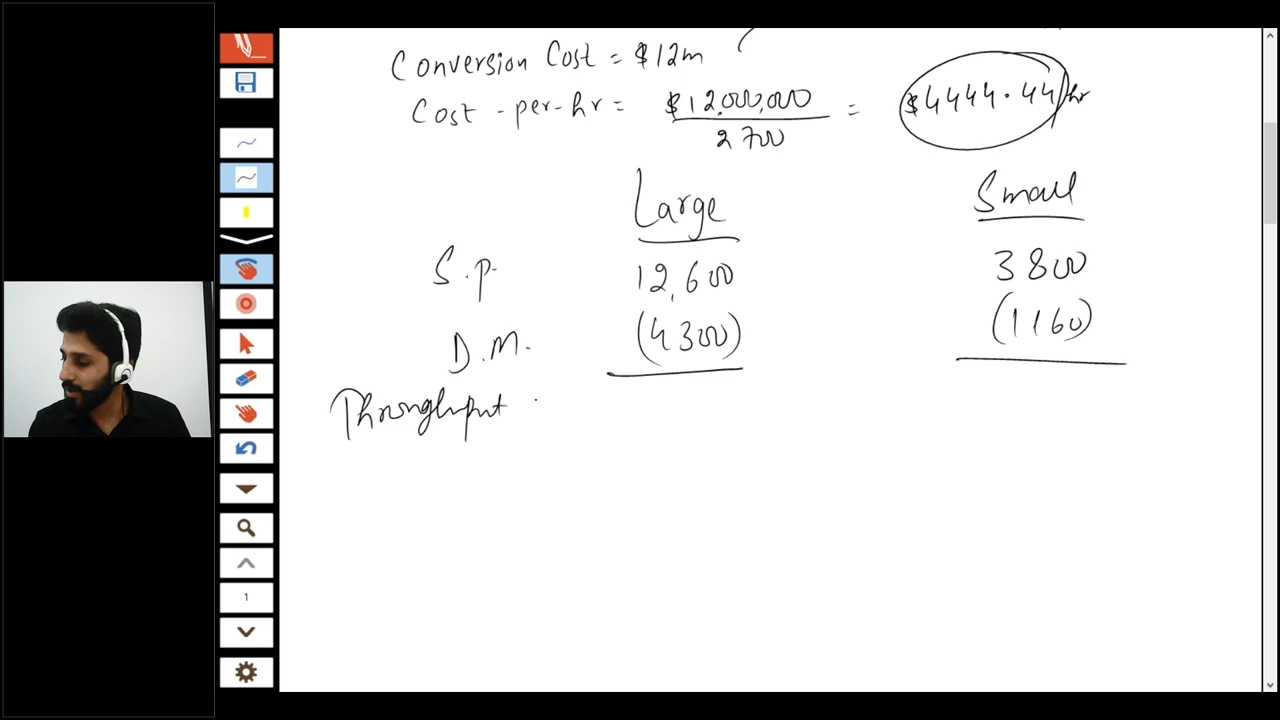 Conversion Cost = $12m
Cost-per-hr = $12,000,000 / 2700 = $4444.44/hr
Large Small
S.p. 12,600 3800
D.M. (4300) (1160)
Throughput
1